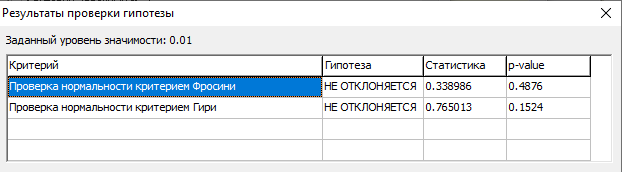 Результаты проверки гипотезы
Заданный уровень значимости: 0.01
Критерий Гипотеза Статистика p-value
Проверка нормальности критерием Фросини НЕ ОТКЛОНЯЕТСЯ 0.338986 0.4876
Проверка нормальности критерием Гири НЕ ОТКЛОНЯЕТСЯ 0.765013 0.1524